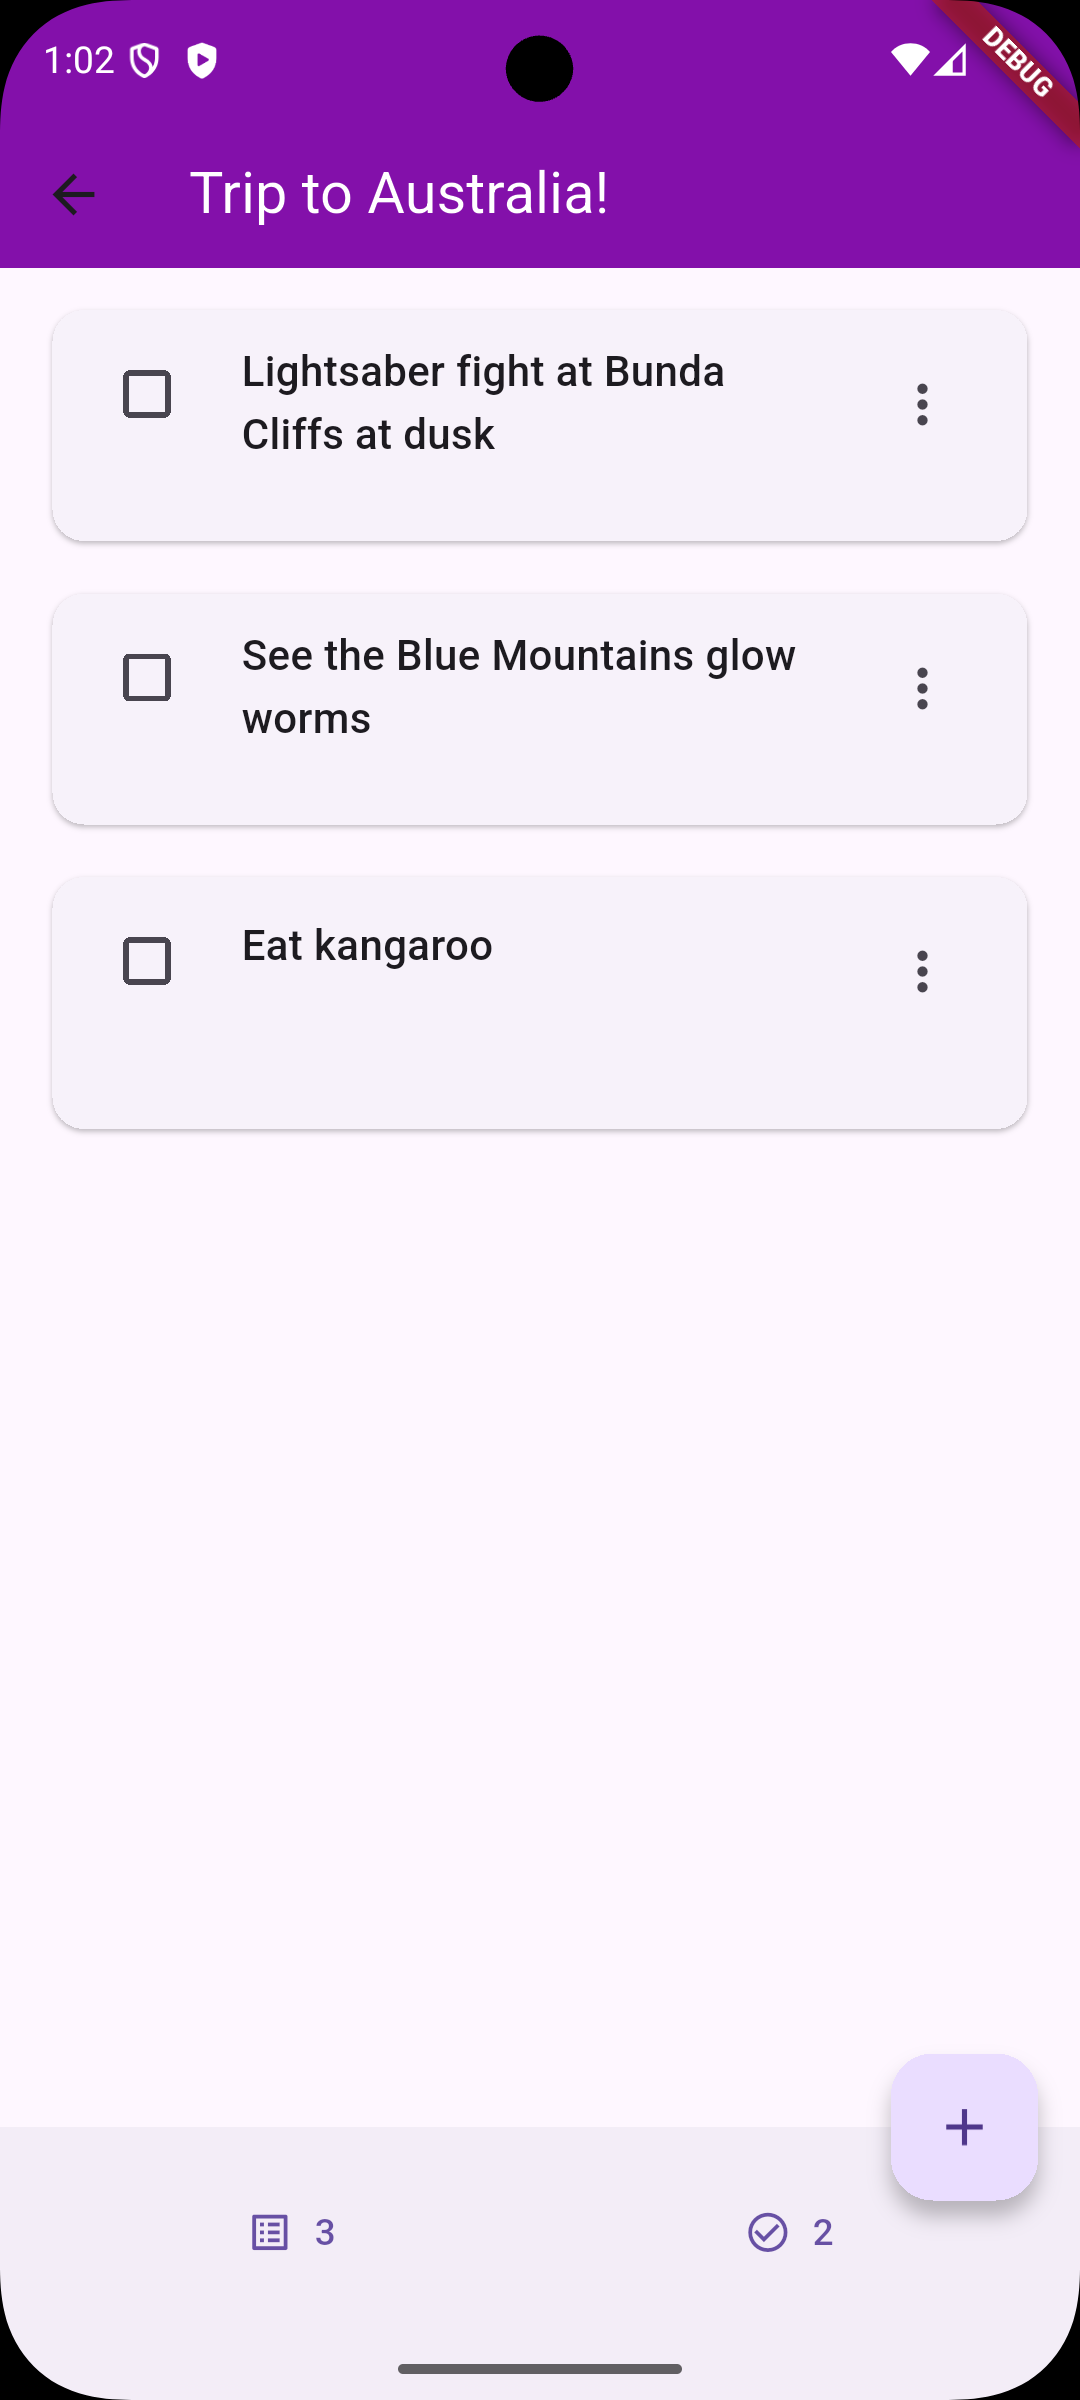 1:02
DEBUG
Trip to Australia!
Lightsaber fight at Bunda
Cliffs at dusk
See the Blue Mountains glow
worms
Eat kangaroo
3
2